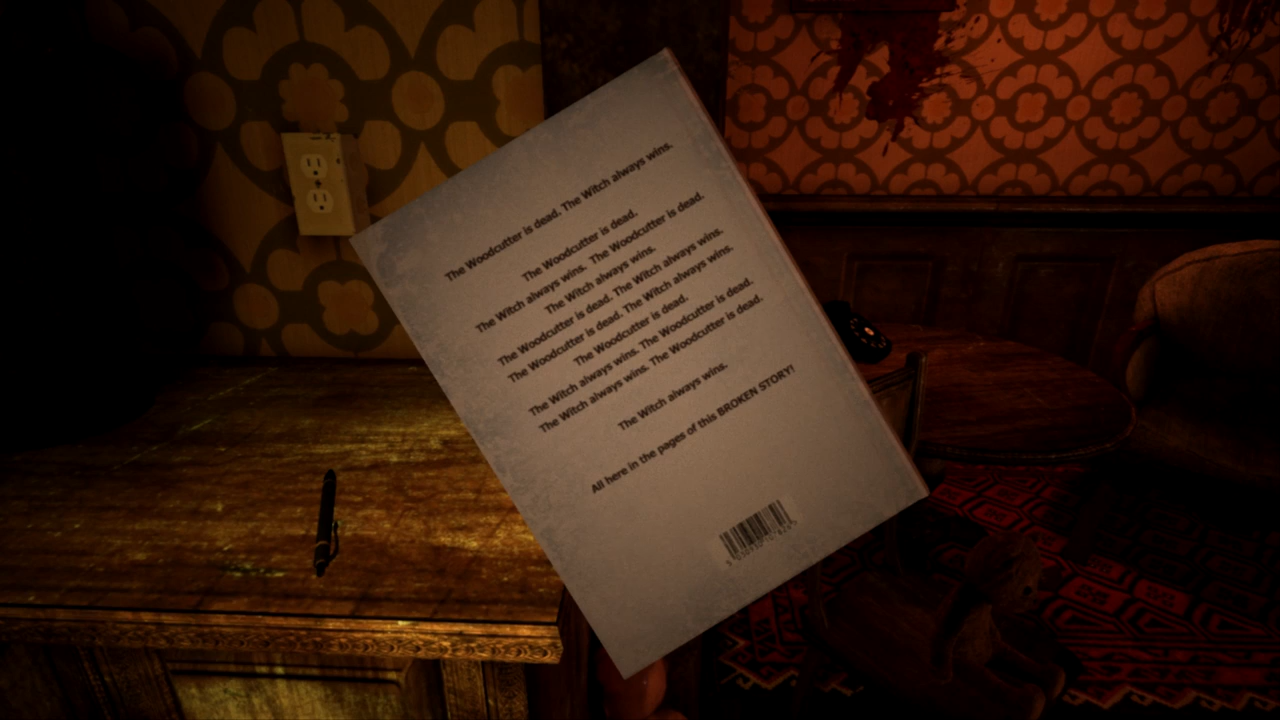 The Woodcutter is dead. The Witch always wins.
The Woodcutter is dead.
The Witch always wins. The Woodcutter is dead.
The Witch always wins.
The Woodcutter is dead. The Witch always wins.
The Woodcutter is dead. The Witch always wins.
The Woodcutter is dead.
The Witch always wins. The Woodcutter is dead.
The Witch always wins. The Woodcutter is dead.
The Witch always wins.
All here in the pages of this BROKEN STORY!